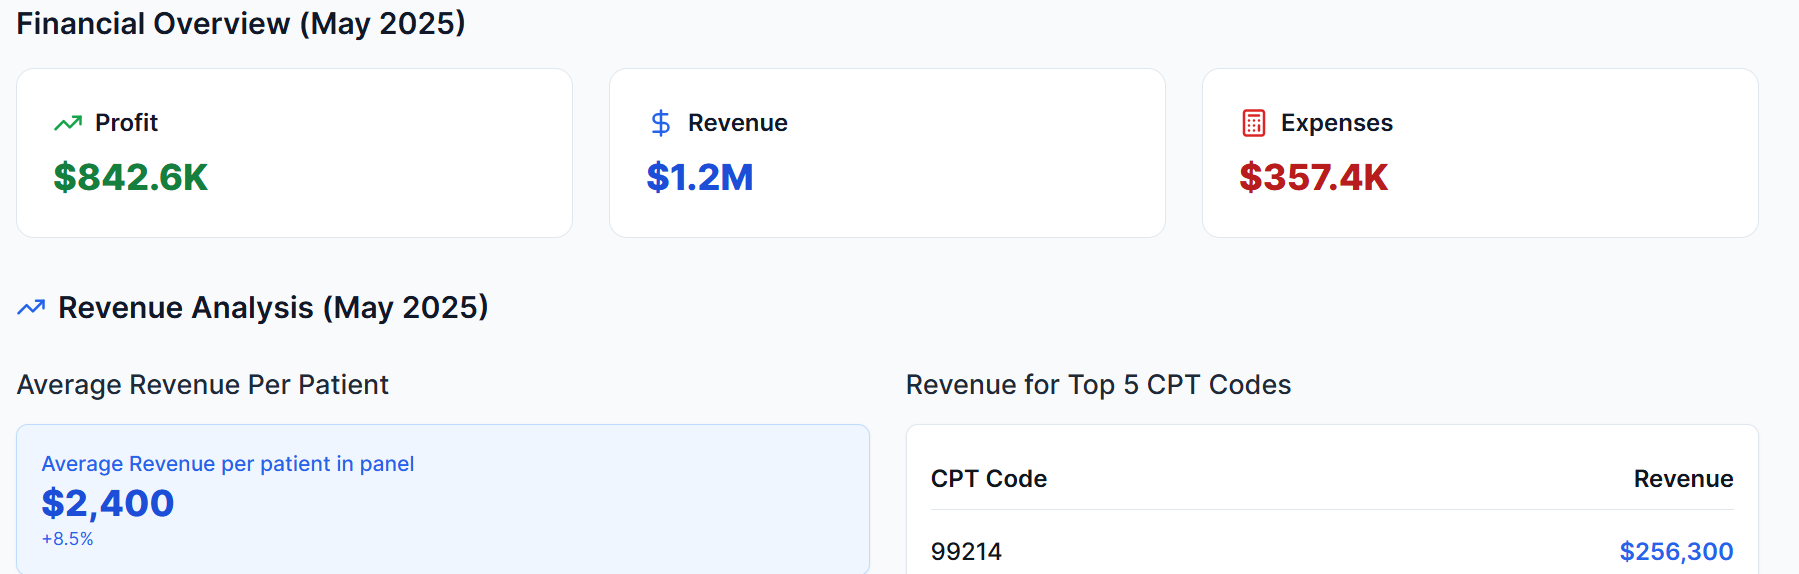 Financial Overview (May 2025)
Profit
$842.6K
Revenue
$1.2M
Expenses
$357.4K
Revenue Analysis (May 2025)
Average Revenue Per Patient
Average Revenue per patient in panel
$2,400
+8.5%
Revenue for Top 5 CPT Codes
CPT Code Revenue
99214 $256,300